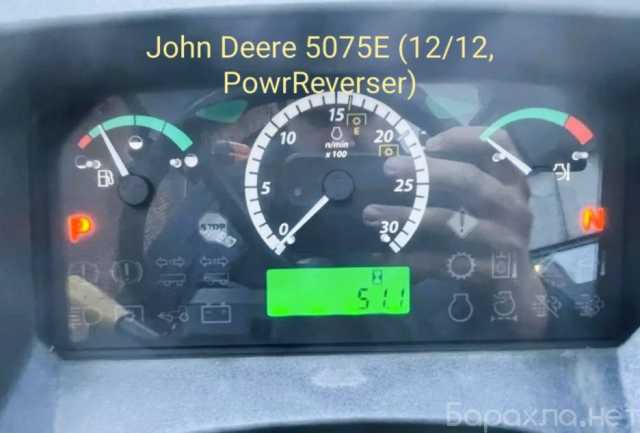 John Deere 5075E (12/12,
PowrReverser)
15
10
20
E
n/min
x 100
5
25
0
30
P
STOP
N
51.1
Барахла.нет